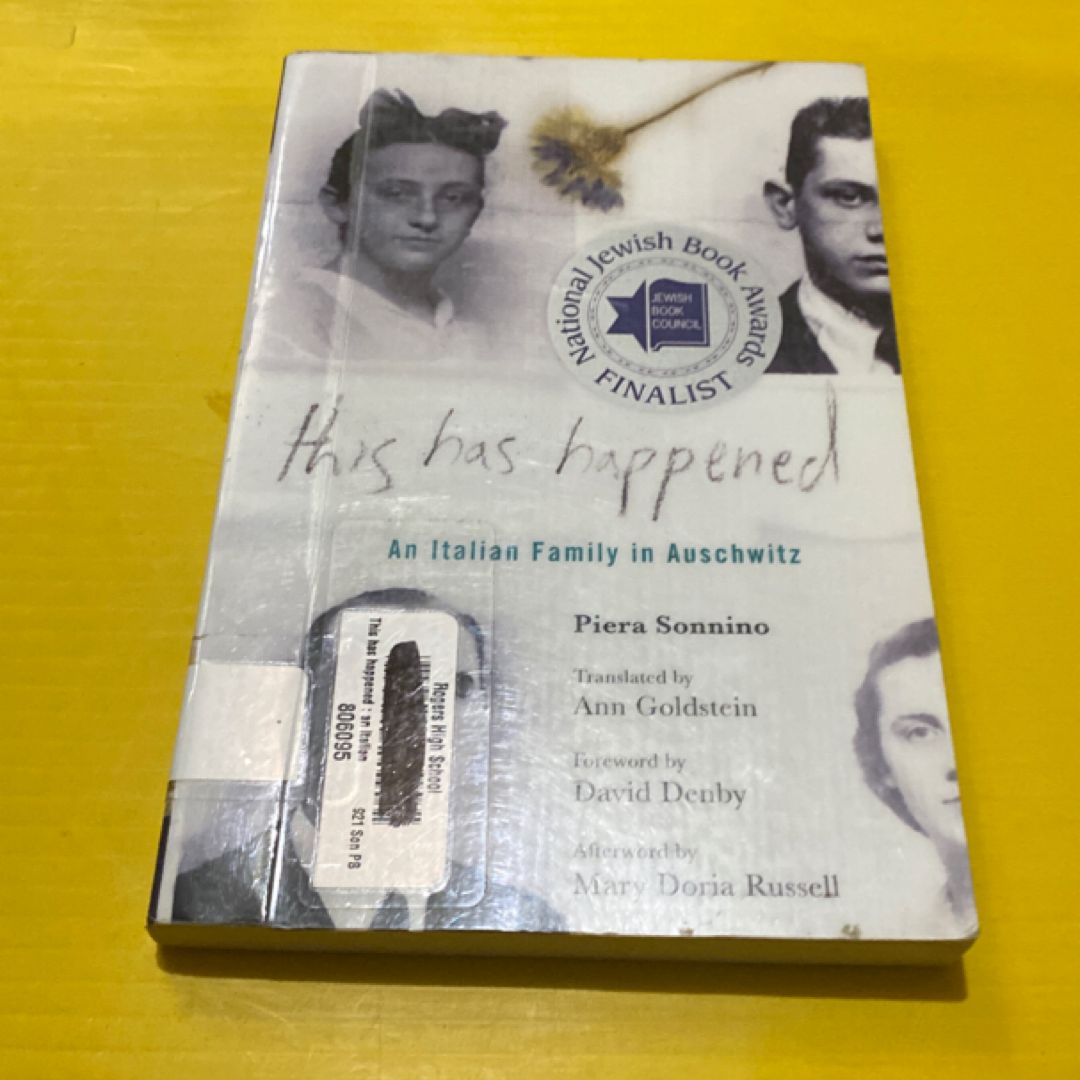 National Jewish Book Awards
JEWISH
BOOK
COUNCIL
FINALIST
this has happened
An Italian Family in Auschwitz
Piera Sonnino
Translated by
Ann Goldstein
Foreword by
David Denby
Afterword by
Mary Doria Russell
Rogers High School
This has happened : an Italian
806095
921 Son PB